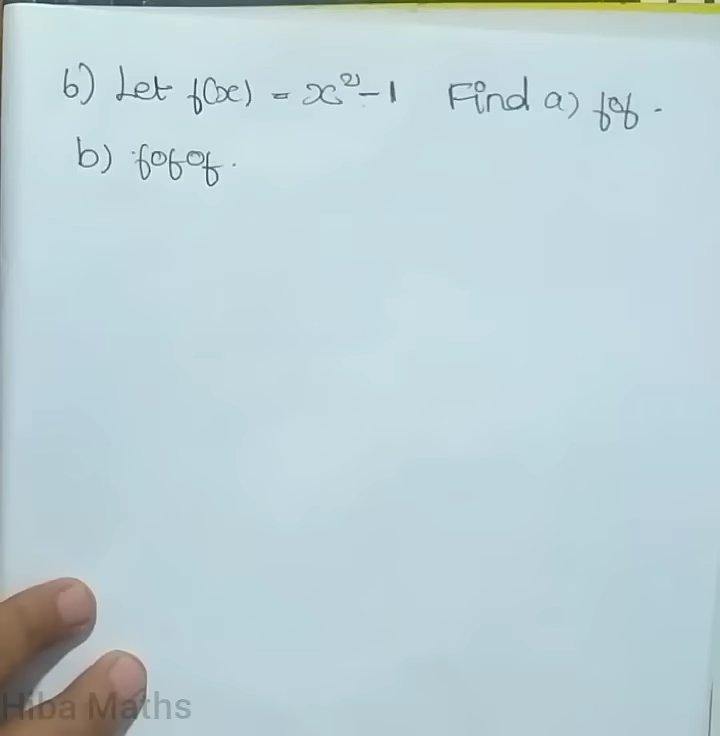 6) Let f(x) = x²-1 Find a) fof.
b) fofof.
Hiba Maths